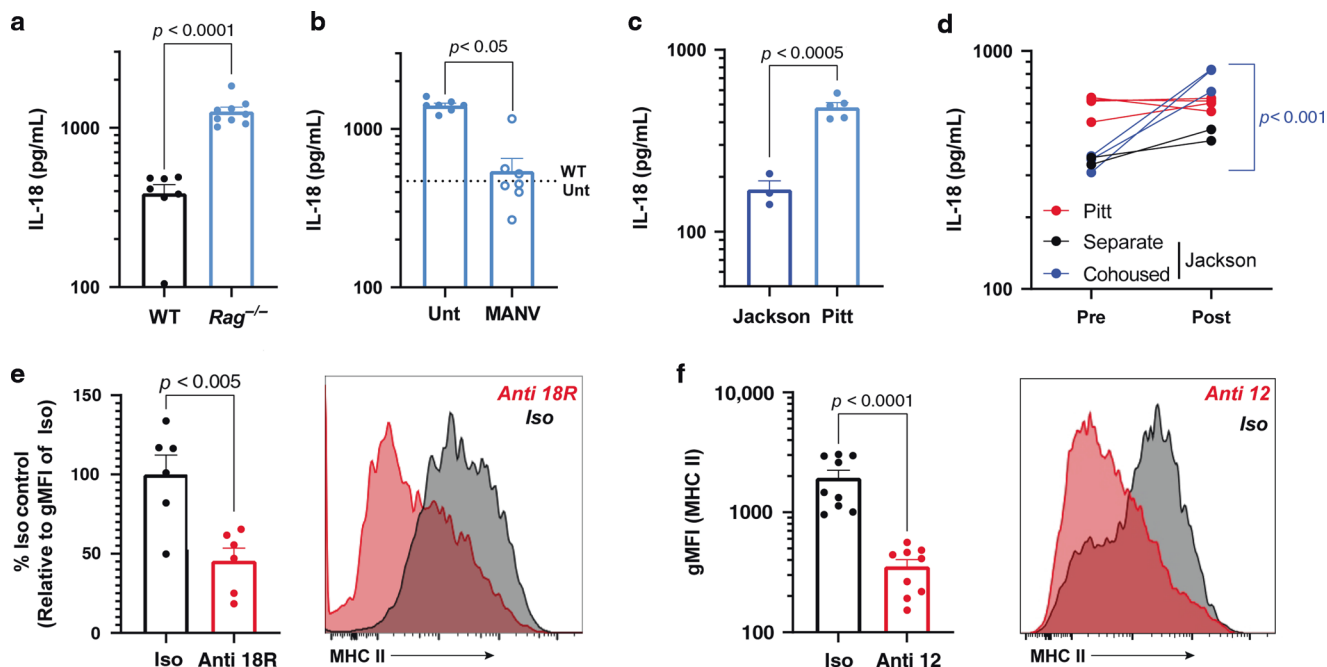 a
p < 0.0001
IL-18 (pg/mL)
1000
100
WT
Rag–/–
b
p< 0.05
IL-18 (pg/mL)
1000
100
WT
Unt
Unt
MANV
c
p < 0.0005
IL-18 (pg/mL)
1000
100
Jackson
Pitt
d
IL-18 (pg/mL)
1000
100
p< 0.001
Pitt
Separate
Cohoused
Jackson
Pre
Post
e
p < 0.005
% Iso control
(Relative to gMFI of Iso)
150
100
50
0
Iso
Anti 18R
Anti 18R
Iso
MHC II
f
p < 0.0001
gMFI (MHC II)
10,000
1000
100
Iso
Anti 12
Anti 12
Iso
MHC II